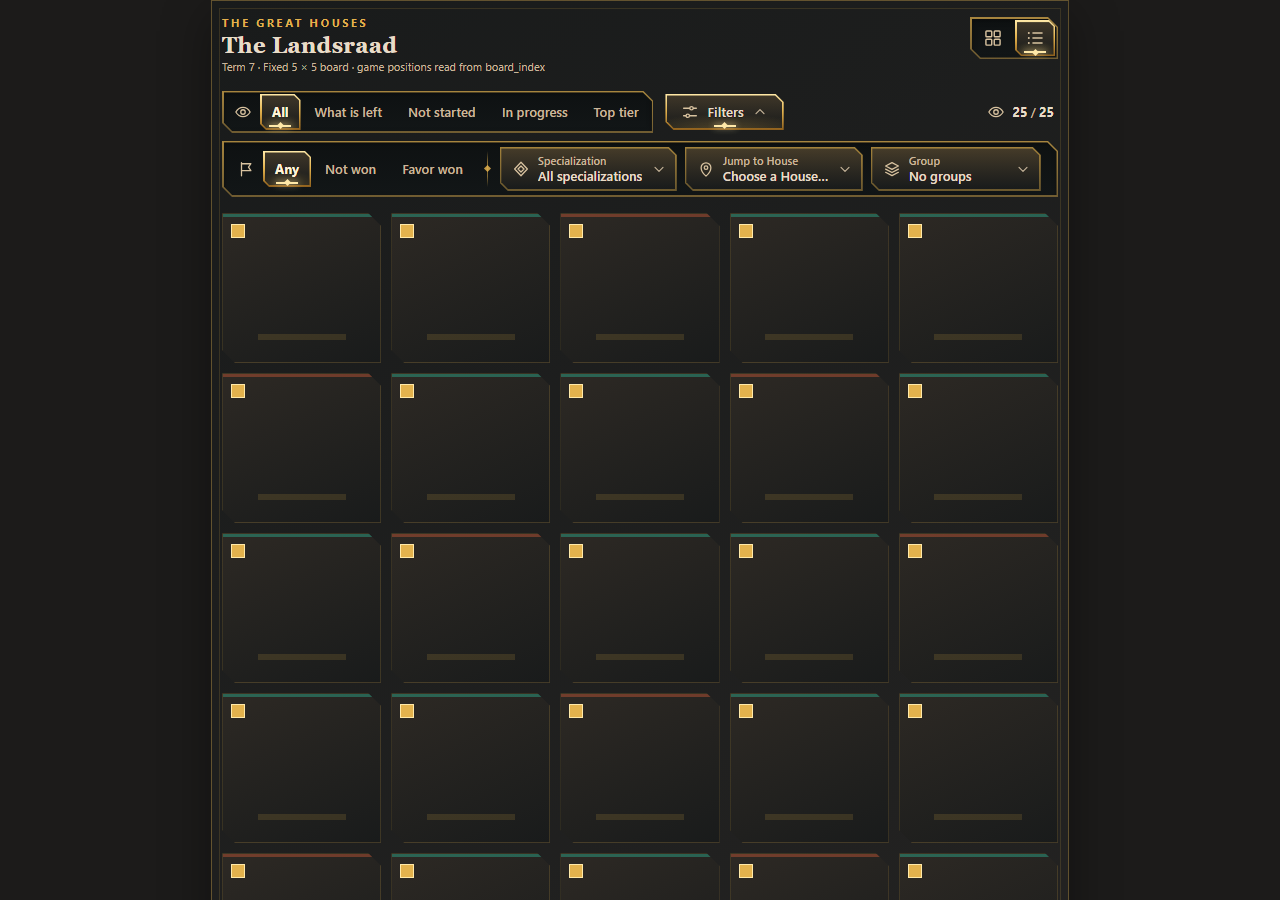 THE GREAT HOUSES
The Landsraad
Term 7 · Fixed 5 × 5 board · game positions read from board_index
All What is left Not started In progress Top tier Filters 25 / 25
Any Not won Favor won Specialization All specializations Jump to House Choose a House... Group No groups